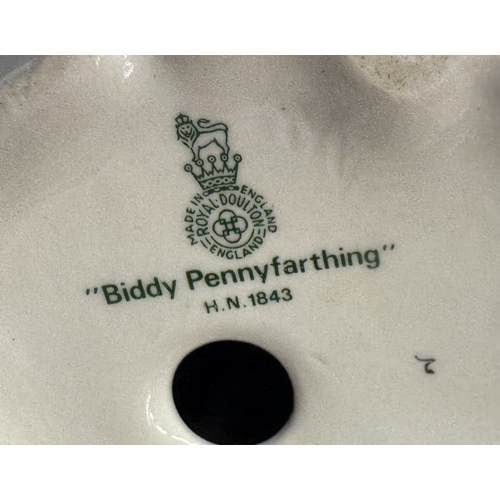 MADE IN ENGLAND
ROYAL·DOULTON
ENGLAND
"Biddy Pennyfarthing"
H.N.1843